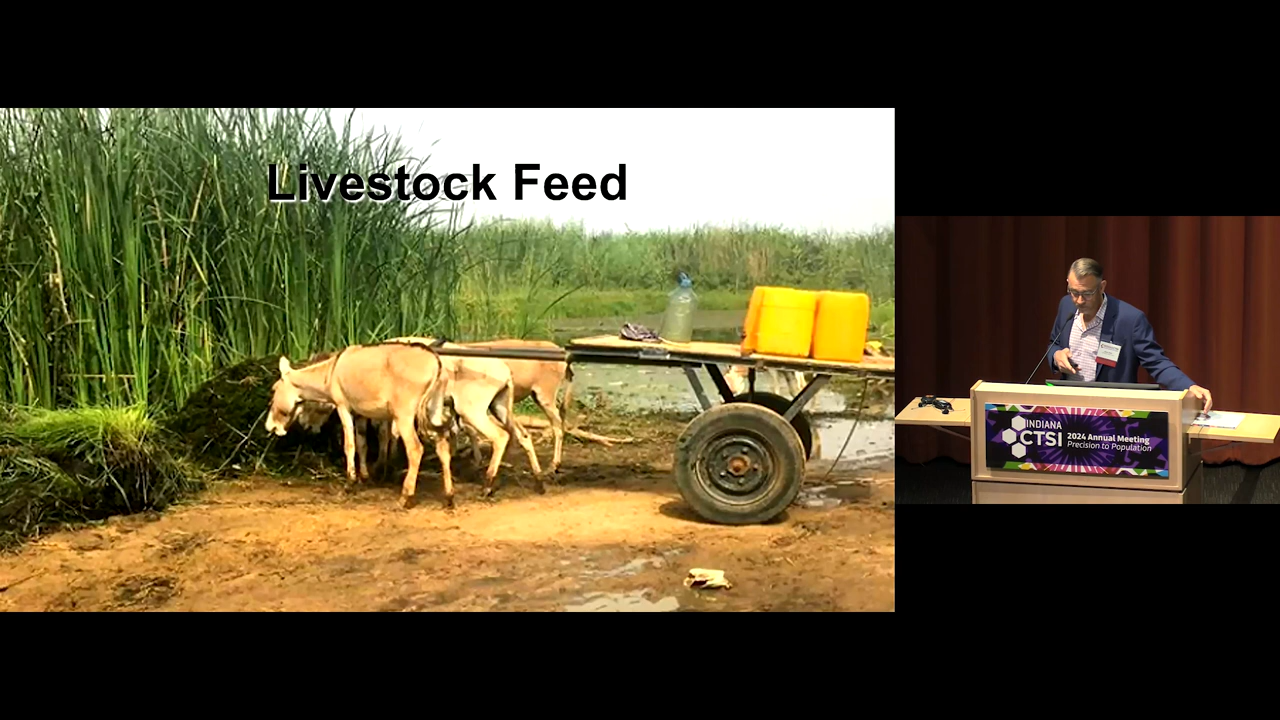 Livestock Feed
INDIANA
CTSI
2024 Annual Meeting
Precision to Population